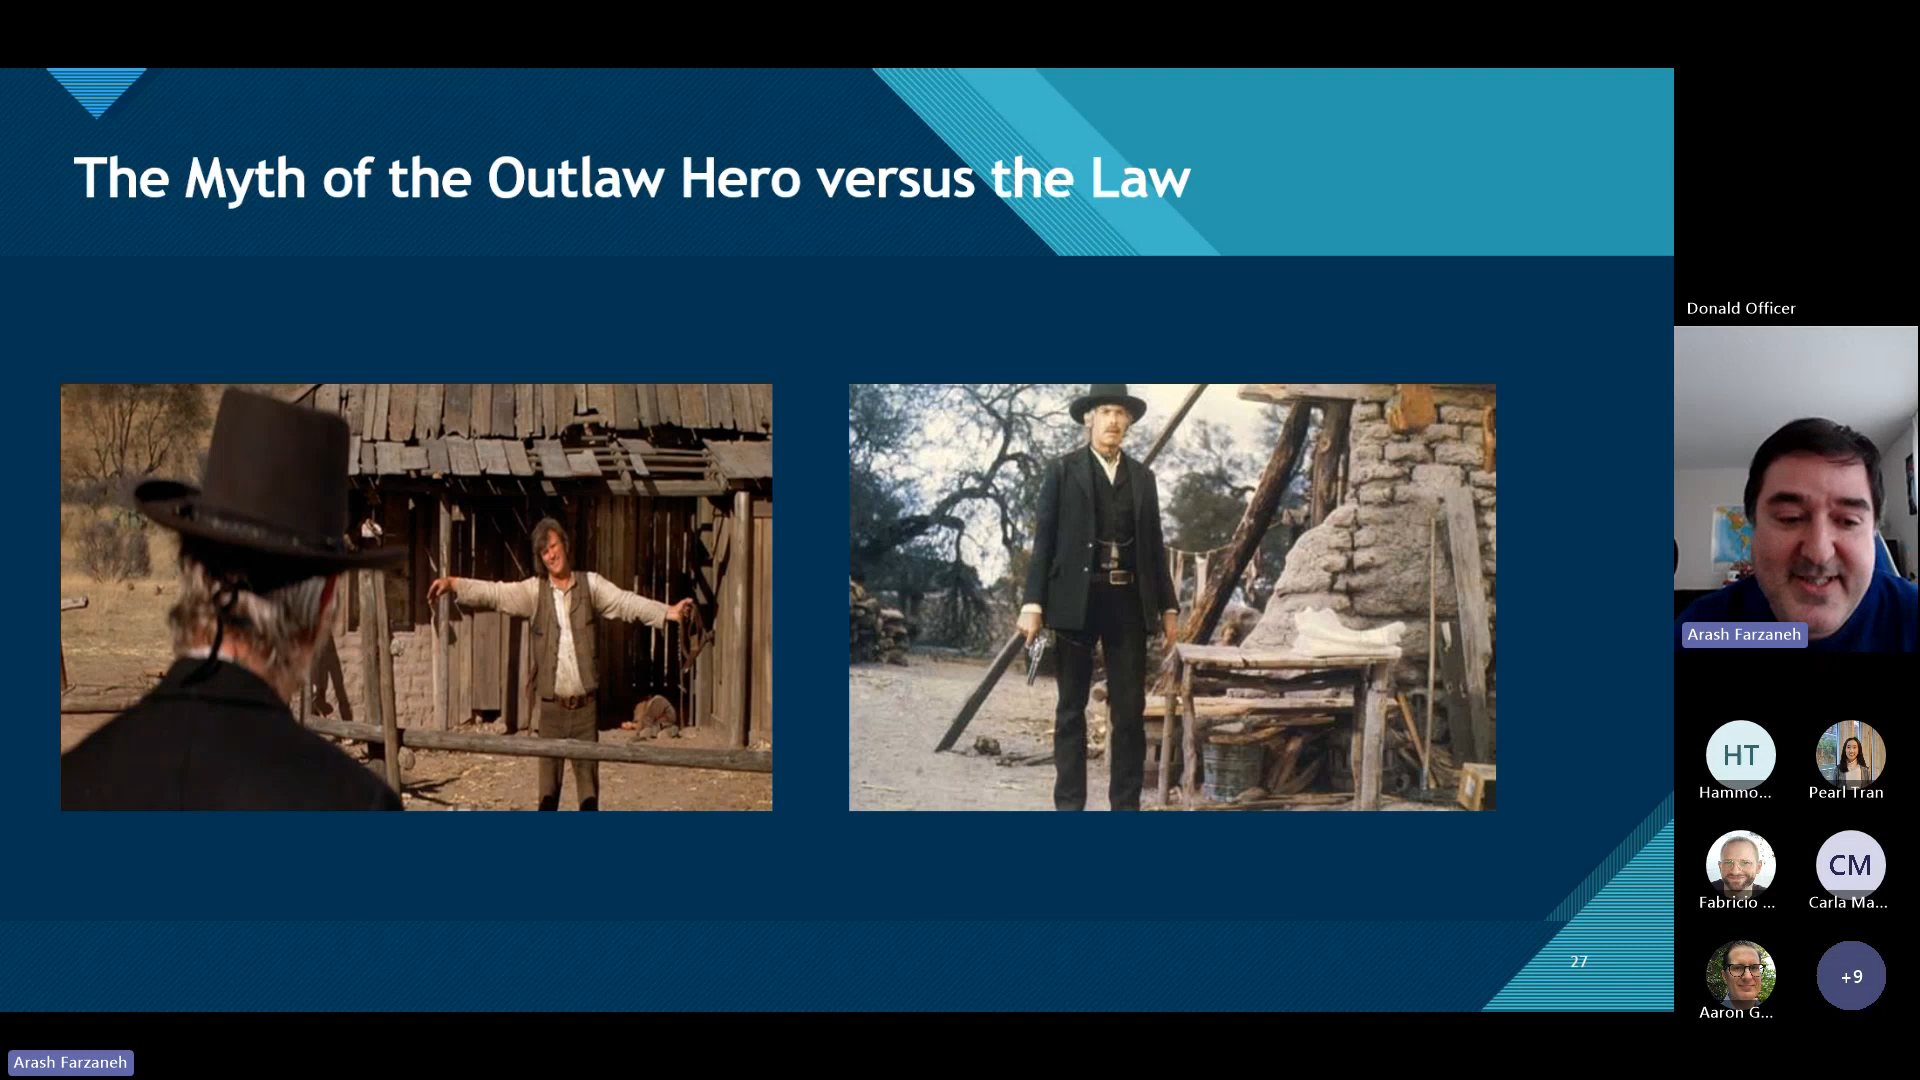 The Myth of the Outlaw Hero versus the Law
27
Donald Officer
Arash Farzaneh
HT
Hammo...
Pearl Tran
Fabricio ...
CM
Carla Ma...
Aaron G...
+9
Arash Farzaneh